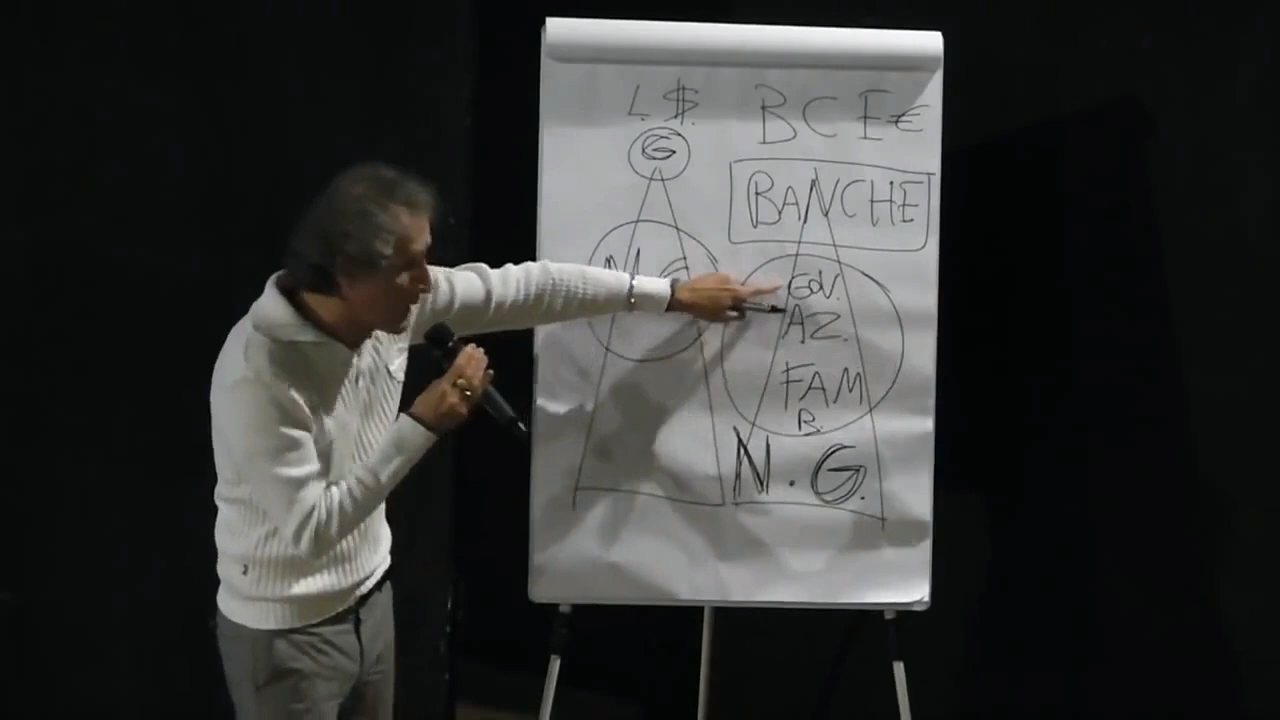 L. $. BCE€
G
BANCHE
N.G
GOV.
AZ.
FAM
B.
N.G.